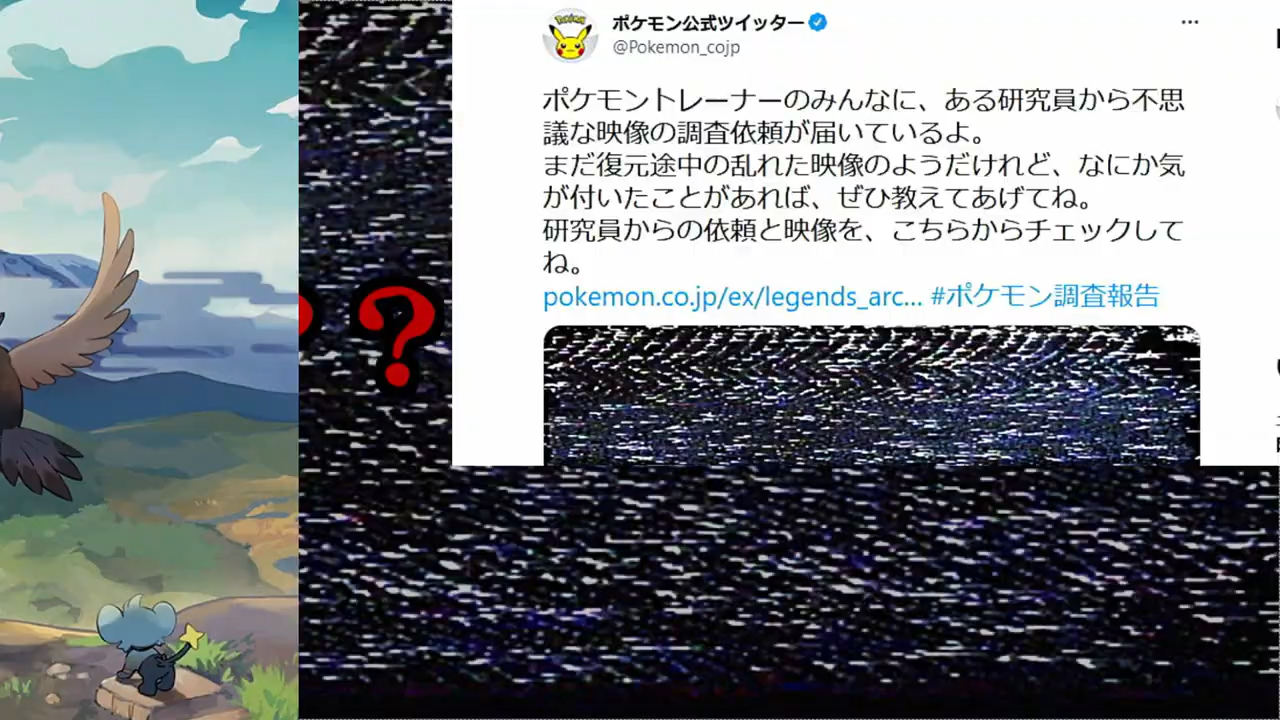 ポケモン公式ツイッター
@Pokemon_cojp
...
ポケモントレーナーのみんなに、ある研究員から不思
議な映像の調査依頼が届いているよ。
まだ復元途中の乱れた映像のようだけれど、なにか気
が付いたことがあれば、ぜひ教えてあげてね。
研究員からの依頼と映像を、こちらからチェックして
ね。
pokemon.co.jp/ex/legends_arc... #ポケモン調査報告
?